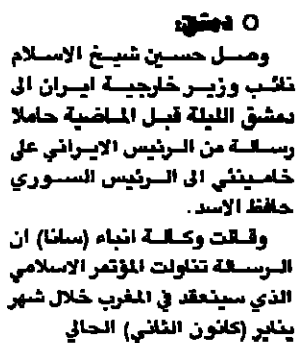 ○ دمشق:
وصل حسين شيخ الاسلام
نائب وزير خارجية ايران الى
دمشق الليلة قبل الماضية حاملا
رسالة من الرئيس الايراني على
خامينئي الى الرئيس السوري
حافظ الاسد.
وقالت وكالة انباء (سانا) ان
الرسالة تناولت المؤتمر الاسلامي
الذي سينعقد في المغرب خلال شهر
يناير (كانون الثاني) الحالي